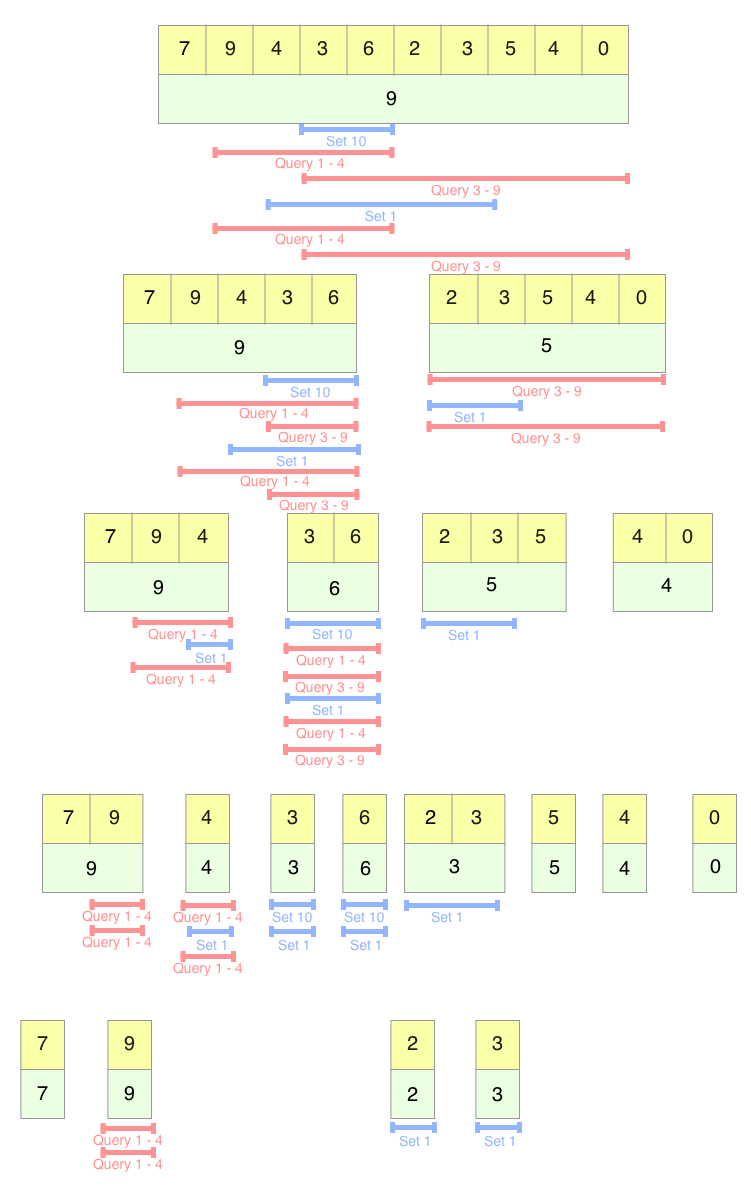 7 9 4 3 6 2 3 5 4 0
9
Set 10
Query 1 - 4
Query 3 - 9
Set 1
Query 1 - 4
Query 3 - 9
7 9 4 3 6 2 3 5 4 0
9 5
Set 10 Query 3 - 9
Query 1 - 4 Set 1
Query 3 - 9 Query 3 - 9
Set 1
Query 1 - 4
Query 3 - 9
7 9 4 3 6 2 3 5 4 0
9 6 5 4
Query 1 - 4 Set 10 Set 1
Set 1 Query 1 - 4
Query 1 - 4 Query 3 - 9
Set 1
Query 1 - 4
Query 3 - 9
7 9 4 3 6 2 3 5 4 0
9 4 3 6 3 5 4 0
Query 1 - 4 Query 1 - 4 Set 10 Set 10 Set 1
Query 1 - 4 Set 1 Set 1 Set 1
Query 1 - 4
7 9 2 3
7 9 2 3
Query 1 - 4 Set 1 Set 1
Query 1 - 4